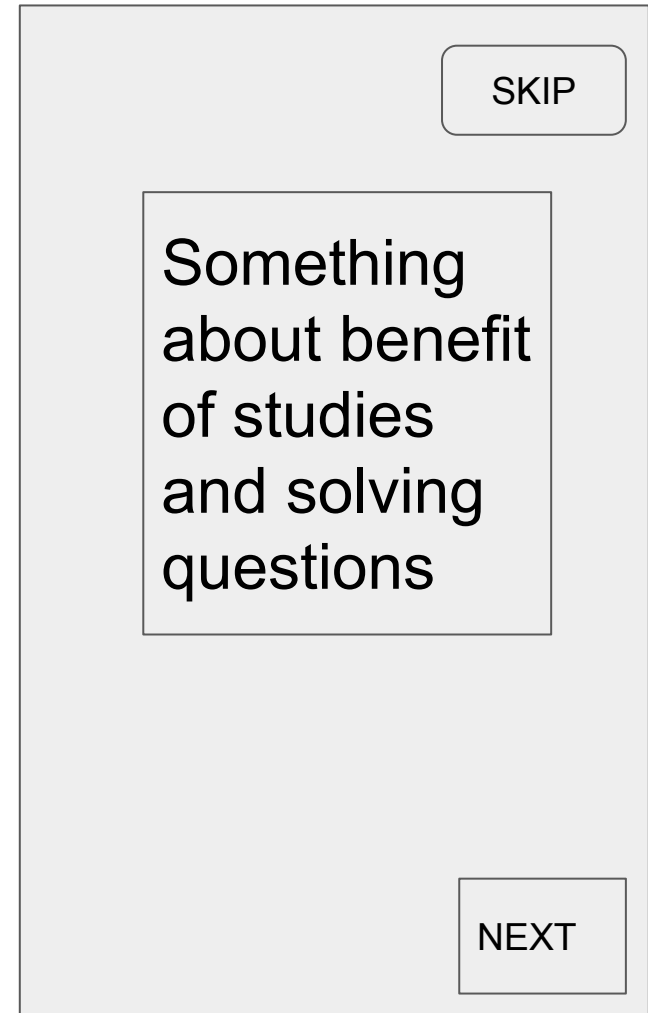 SKIP
Something
about benefit
of studies
and solving
questions
NEXT